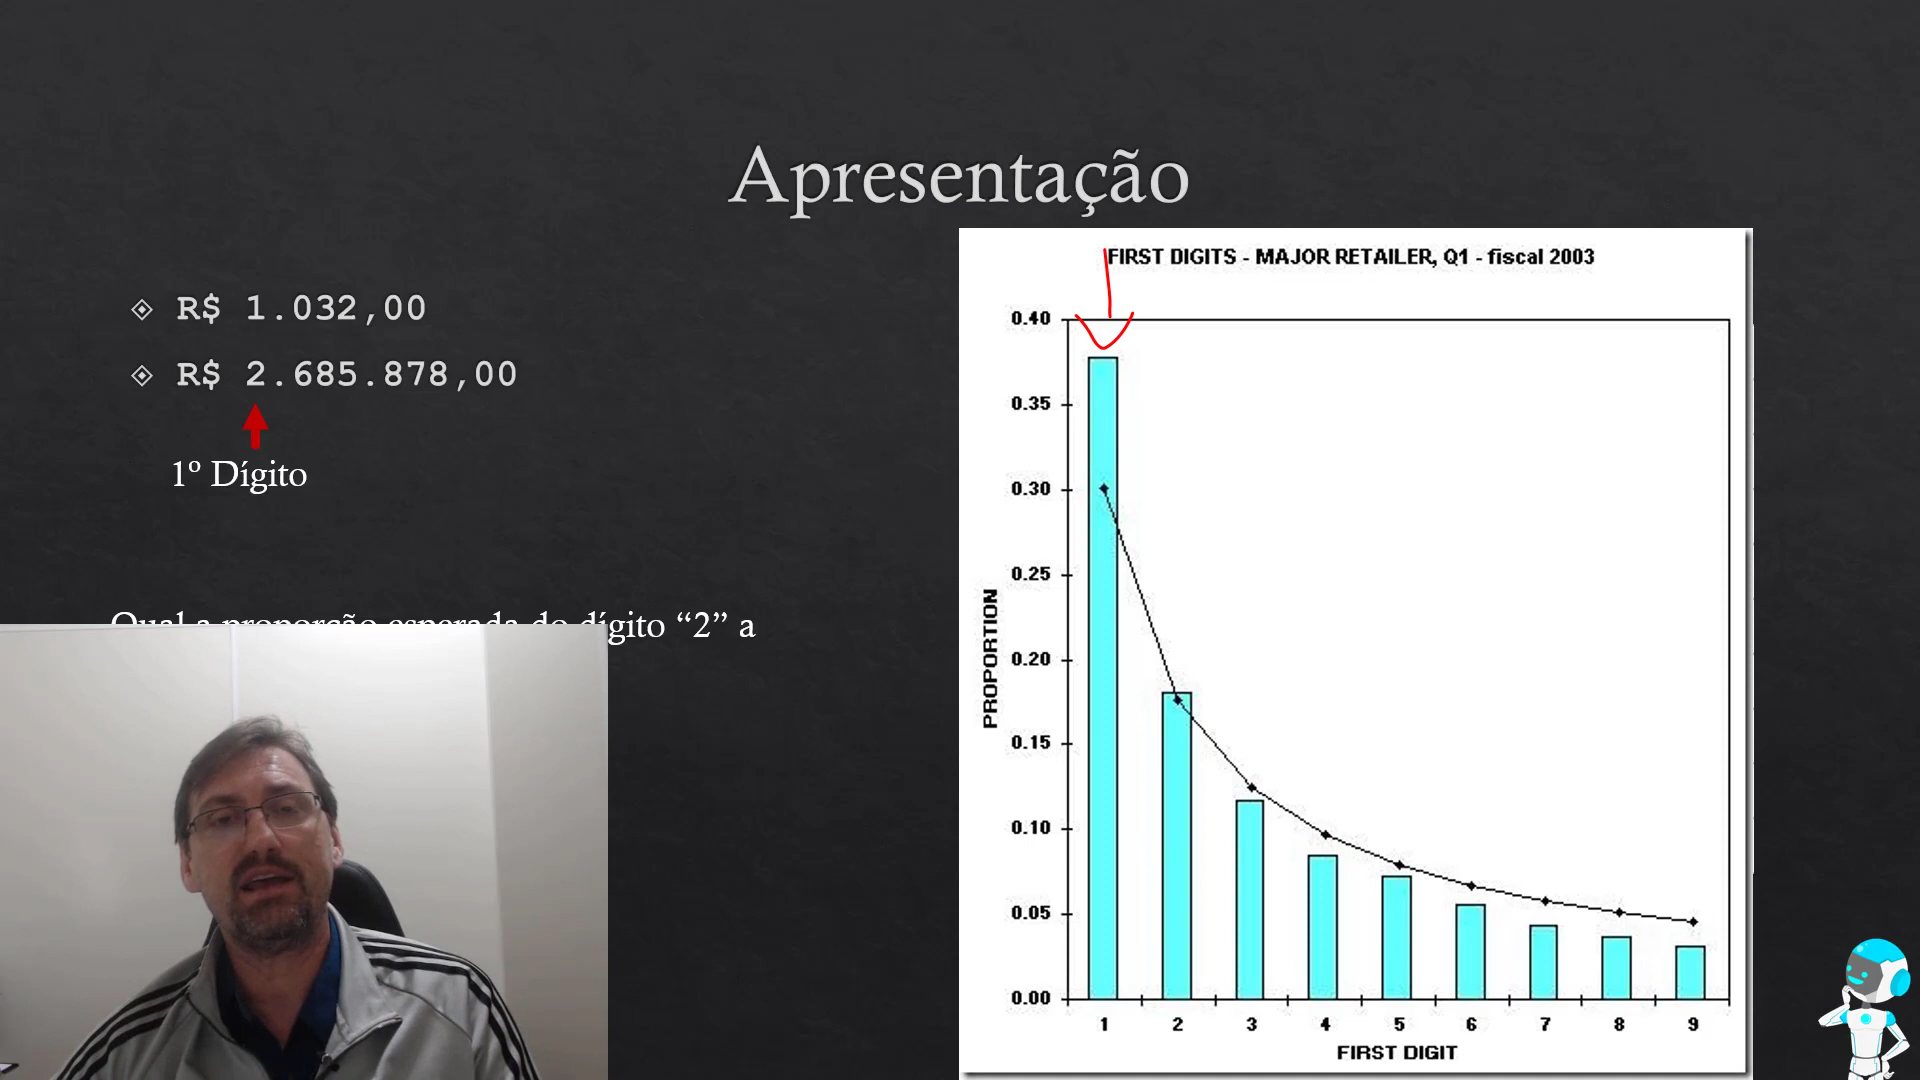 Apresentação
R$ 1.032,00
R$ 2.685.878,00
1º Dígito
Qual a proporção esperada do dígito “2” a
FIRST DIGITS - MAJOR RETAILER, Q1 - fiscal 2003
0.40
0.35
0.30
0.25
0.20
0.15
0.10
0.05
0.00
PROPORTION
1 2 3 4 5 6 7 8 9
FIRST DIGIT